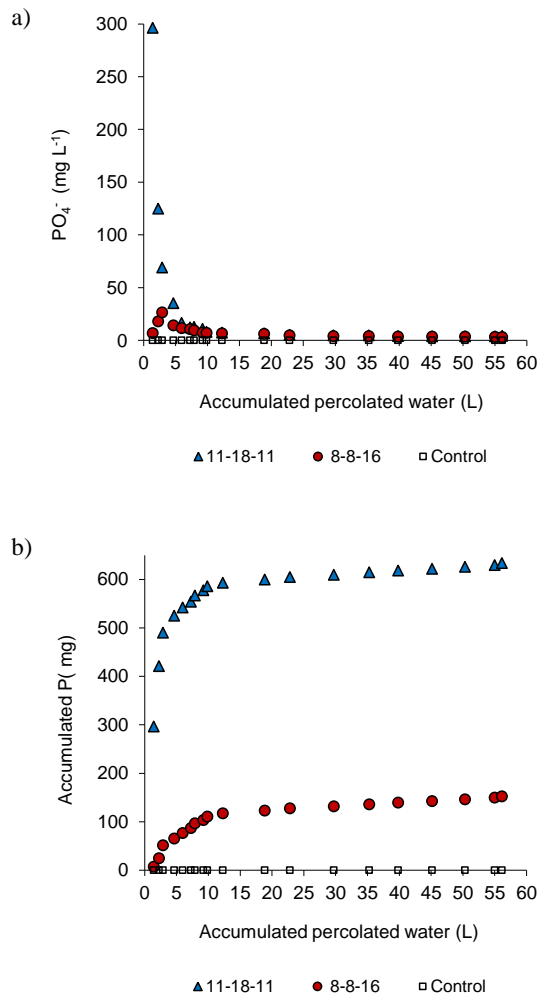 a)
300
250
200
150
100
50
0
PO4- (mg L-1)
0 5 10 15 20 25 30 35 40 45 50 55 60
Accumulated percolated water (L)
11-18-11 8-8-16 Control
b)
600
500
400
300
200
100
0
Accumulated P( mg)
0 5 10 15 20 25 30 35 40 45 50 55 60
Accumulated percolated water (L)
11-18-11 8-8-16 Control